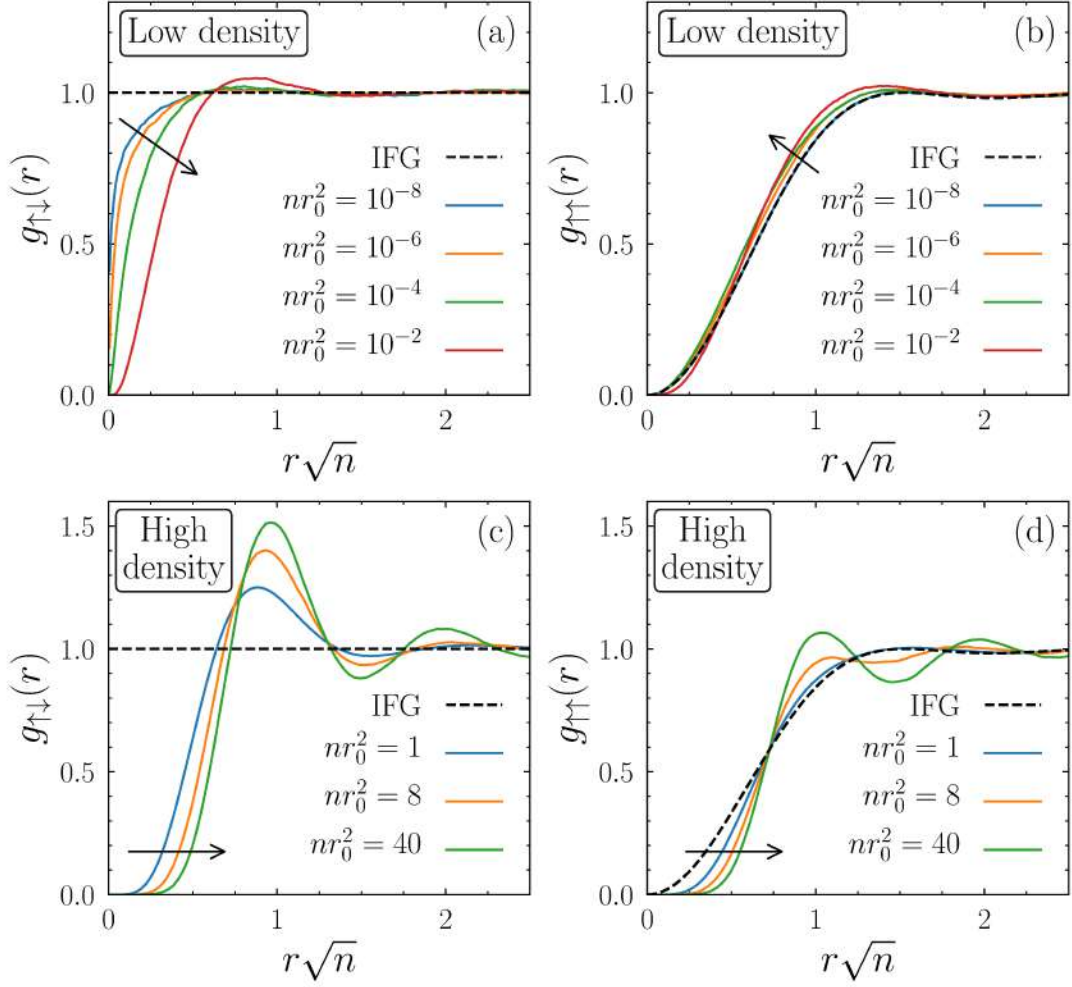 Low density
(a)
1.0
0.5
0.0
g↑↓(r)
IFG
nr₀² = 10⁻⁸
nr₀² = 10⁻⁶
nr₀² = 10⁻⁴
nr₀² = 10⁻²
0 1 2
r√n
Low density
(b)
1.0
0.5
0.0
g↑↑(r)
IFG
nr₀² = 10⁻⁸
nr₀² = 10⁻⁶
nr₀² = 10⁻⁴
nr₀² = 10⁻²
0 1 2
r√n
High
density
(c)
1.5
1.0
0.5
0.0
g↑↓(r)
IFG
nr₀² = 1
nr₀² = 8
nr₀² = 40
0 1 2
r√n
High
density
(d)
1.5
1.0
0.5
0.0
g↑↑(r)
IFG
nr₀² = 1
nr₀² = 8
nr₀² = 40
0 1 2
r√n